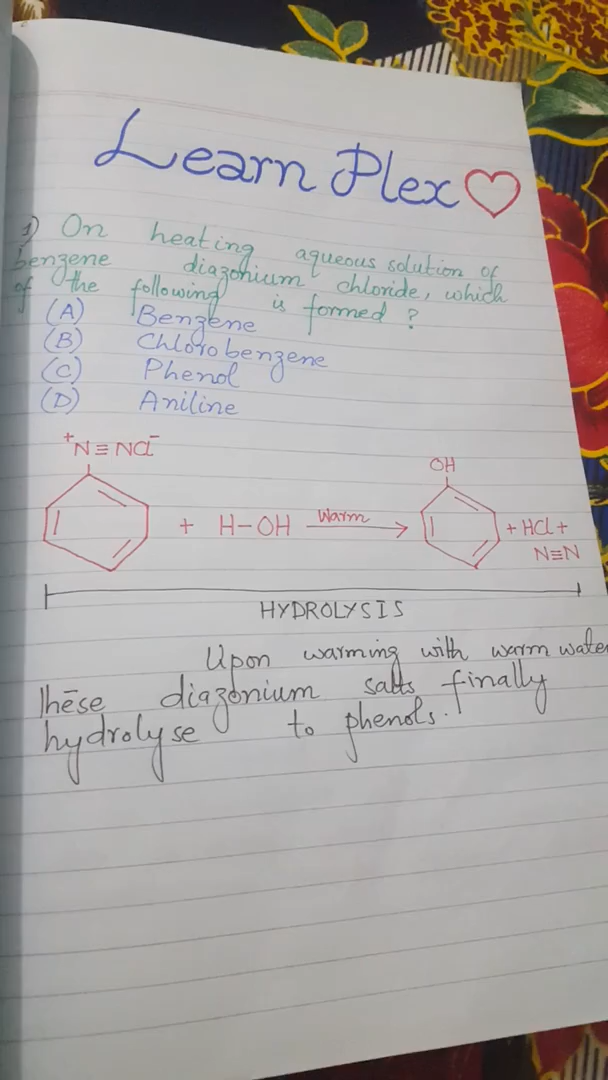 Learn Plex
1) On heating aqueous solution of
benzene diazonium chloride, which
of the following is formed?
(A) Benzene
(B) Chlorobenzene
(C) Phenol
(D) Aniline
⁺N≡NCl⁻
OH
+ H-OH Warm + HCl +
N≡N
HYDROLYSIS
Upon warming with warm water
these diazonium salts finally
hydrolyse to phenols.